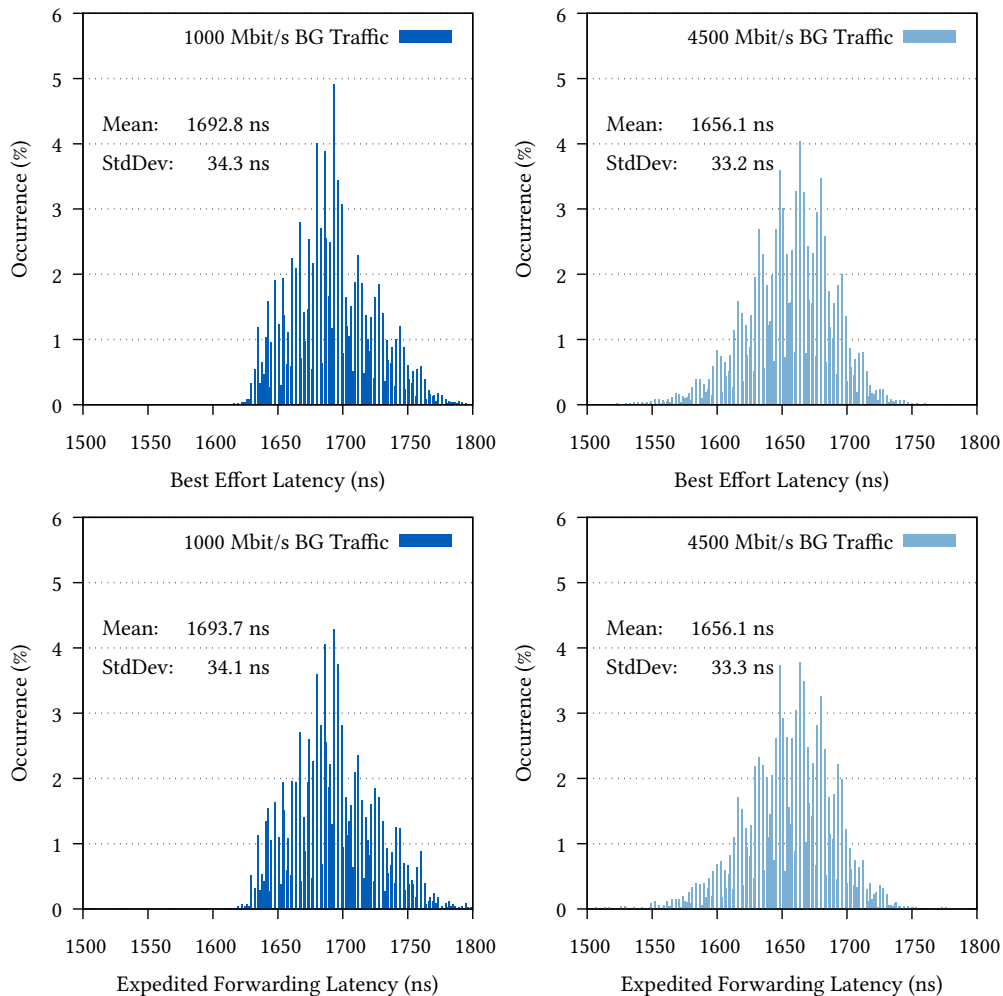 1000 Mbit/s BG Traffic
Mean: 1692.8 ns
StdDev: 34.3 ns
Occurrence (%)
6
5
4
3
2
1
0
1500 1550 1600 1650 1700 1750 1800
Best Effort Latency (ns)
4500 Mbit/s BG Traffic
Mean: 1656.1 ns
StdDev: 33.2 ns
Occurrence (%)
6
5
4
3
2
1
0
1500 1550 1600 1650 1700 1750 1800
Best Effort Latency (ns)
1000 Mbit/s BG Traffic
Mean: 1693.7 ns
StdDev: 34.1 ns
Occurrence (%)
6
5
4
3
2
1
0
1500 1550 1600 1650 1700 1750 1800
Expedited Forwarding Latency (ns)
4500 Mbit/s BG Traffic
Mean: 1656.1 ns
StdDev: 33.3 ns
Occurrence (%)
6
5
4
3
2
1
0
1500 1550 1600 1650 1700 1750 1800
Expedited Forwarding Latency (ns)